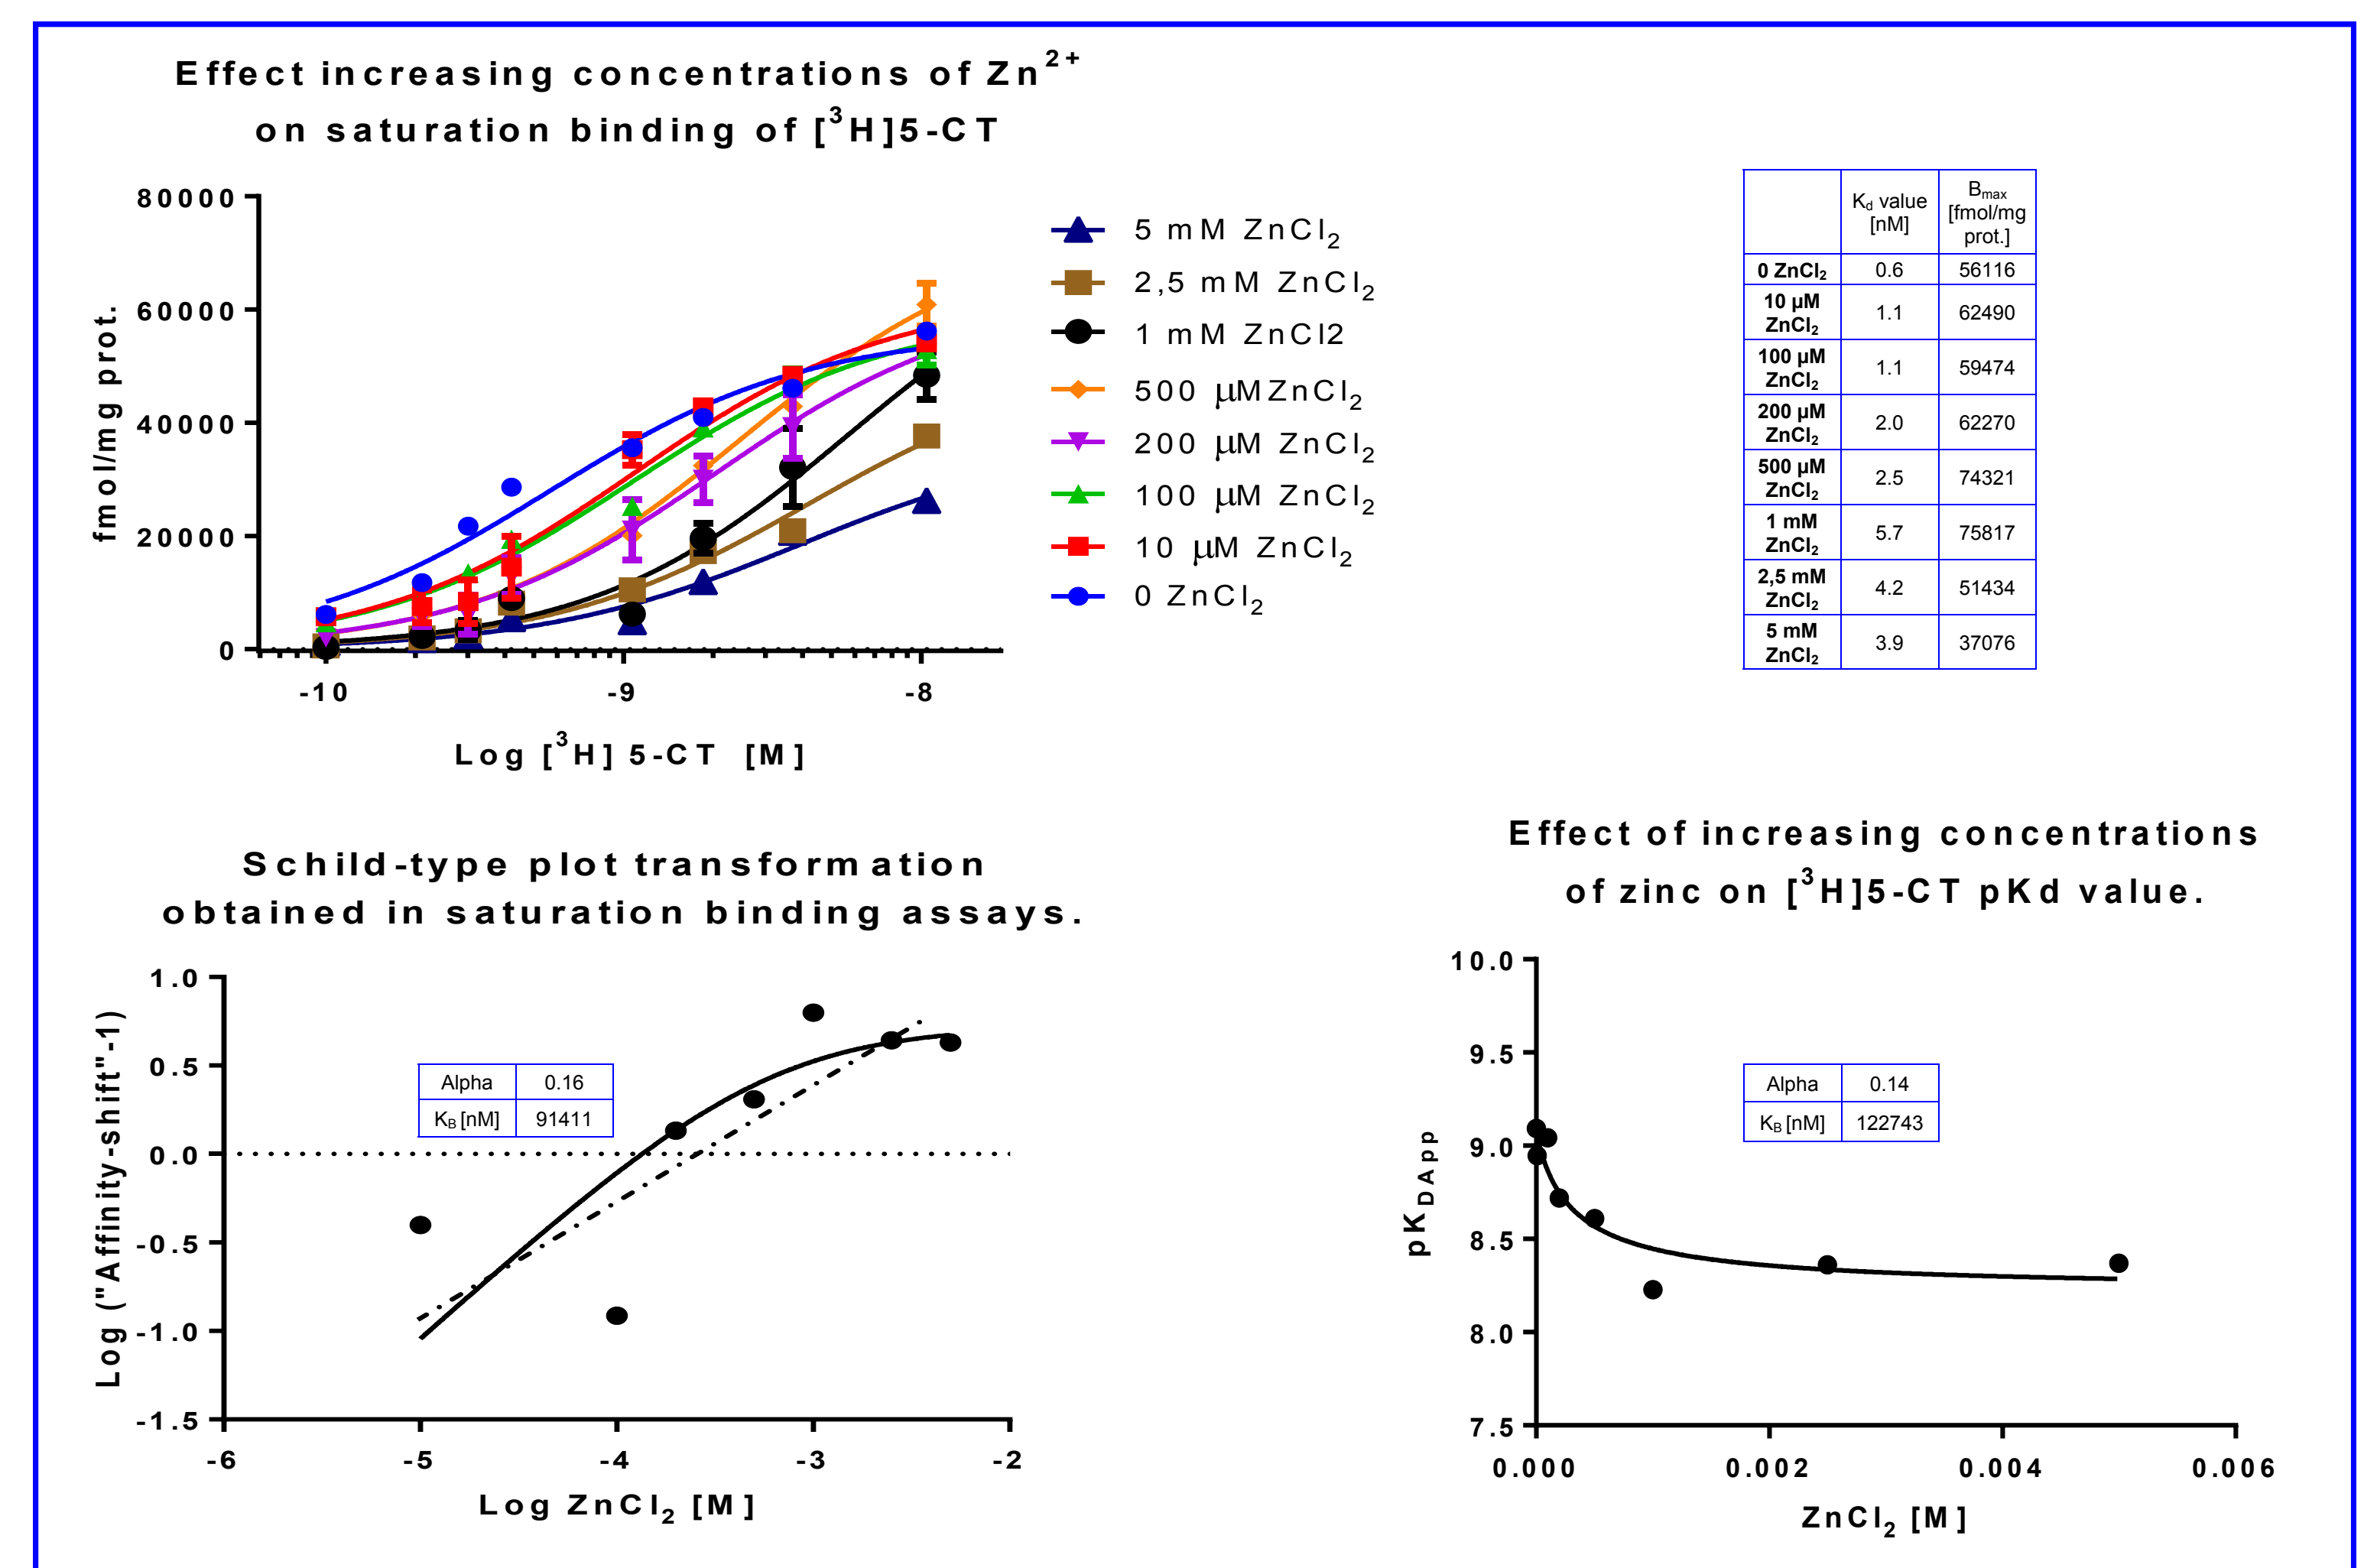 Effect increasing concentrations of Zn2+
on saturation binding of [3H]5-CT
80000
60000
40000
20000
0
fmol/mg prot.
-10 -9 -8
Log [3H] 5-CT [M]
5 mM ZnCl2
2,5 mM ZnCl2
1 mM ZnCl2
500 µM ZnCl2
200 µM ZnCl2
100 µM ZnCl2
10 µM ZnCl2
0 ZnCl2
Kd value
[nM]
Bmax
[fmol/mg
prot.]
0 ZnCl2 0.6 56116
10 µM
ZnCl2
1.1 62490
100 µM
ZnCl2
1.1 59474
200 µM
ZnCl2
2.0 62270
500 µM
ZnCl2
2.5 74321
1 mM
ZnCl2
5.7 75817
2,5 mM
ZnCl2
4.2 51434
5 mM
ZnCl2
3.9 37076
Schild-type plot transformation
obtained in saturation binding assays.
1.0
0.5
0.0
-0.5
-1.0
-1.5
Log ("Affinity-shift"-1)
Alpha 0.16
KB [nM] 91411
-6 -5 -4 -3 -2
Log ZnCl2 [M]
Effect of increasing concentrations
of zinc on [3H]5-CT pKd value.
10.0
9.5
9.0
8.5
8.0
7.5
pKDApp
Alpha 0.14
KB [nM] 122743
0.000 0.002 0.004 0.006
ZnCl2 [M]